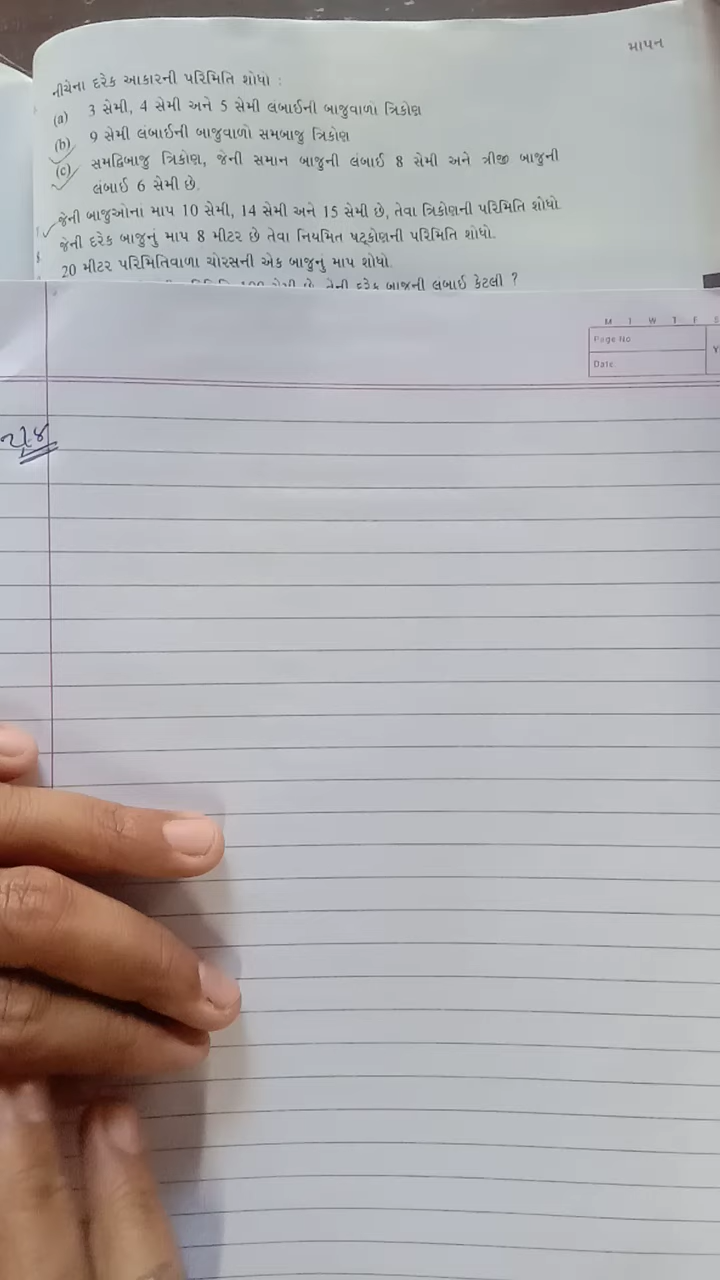 માપન
નીચેના દરેક આકારની પરિમિતિ શોધો :
(a) 3 સેમી, 4 સેમી અને 5 સેમી લંબાઈની બાજુવાળો ત્રિકોણ
(b) 9 સેમી લંબાઈની બાજુવાળો સમબાજુ ત્રિકોણ
(c) સમદ્વિબાજુ ત્રિકોણ, જેની સમાન બાજુની લંબાઈ 8 સેમી અને ત્રીજી બાજુની
લંબાઈ 6 સેમી છે.
જેની બાજુઓનાં માપ 10 સેમી, 14 સેમી અને 15 સેમી છે, તેવા ત્રિકોણની પરિમિતિ શોધો.
જેની દરેક બાજુનું માપ 8 મીટર છે તેવા નિયમિત ષટ્કોણની પરિમિતિ શોધો.
20 મીટર પરિમિતિવાળા ચોરસની એક બાજુનું માપ શોધો.
દરેક બાજુની લંબાઈ કેટલી ?
M T W T F S
Page No
Date
Y